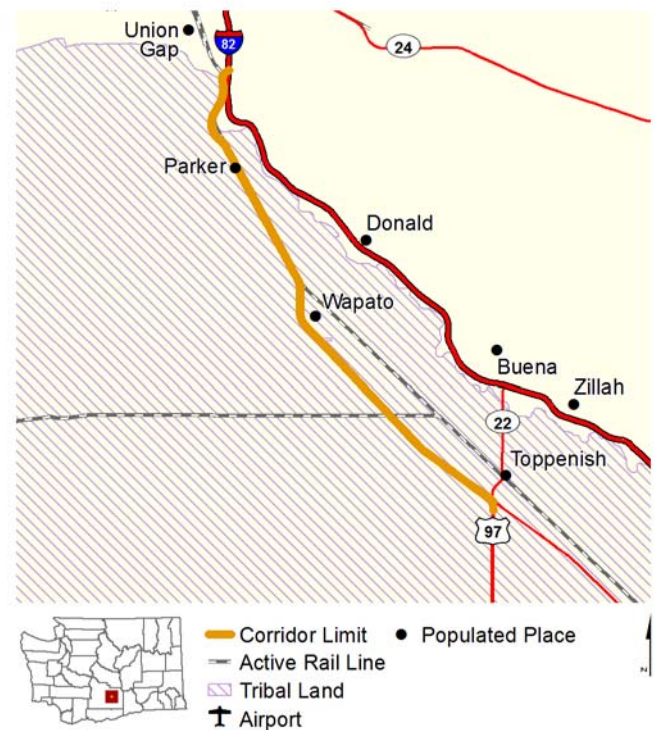 Union
Gap
82
24
Parker
Donald
Wapato
Buena
Zillah
22
Toppenish
97
Corridor Limit
Populated Place
Active Rail Line
Tribal Land
Airport
N